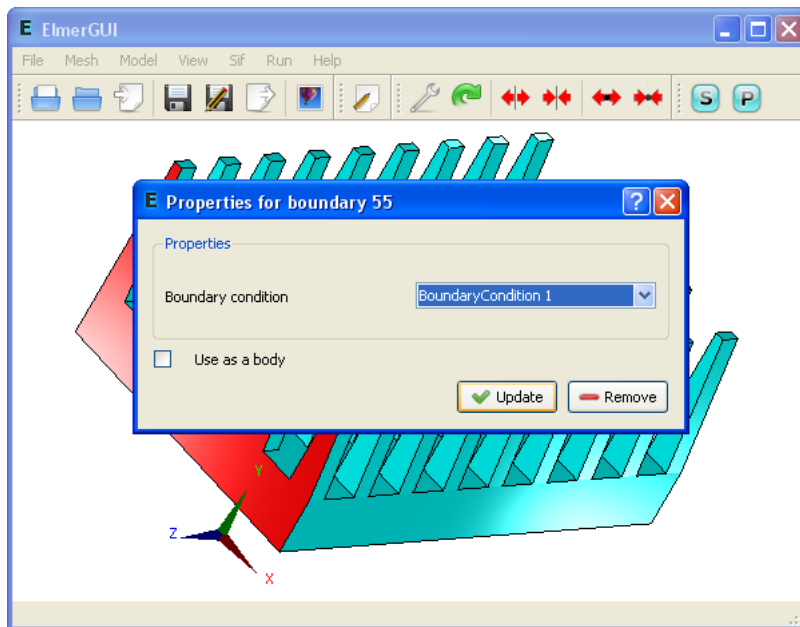 E ElmerGUI
File Mesh Model View Sif Run Help
S P
E Properties for boundary 55
?
Properties
Boundary condition BoundaryCondition 1
Use as a body
Update Remove
Y
Z
X